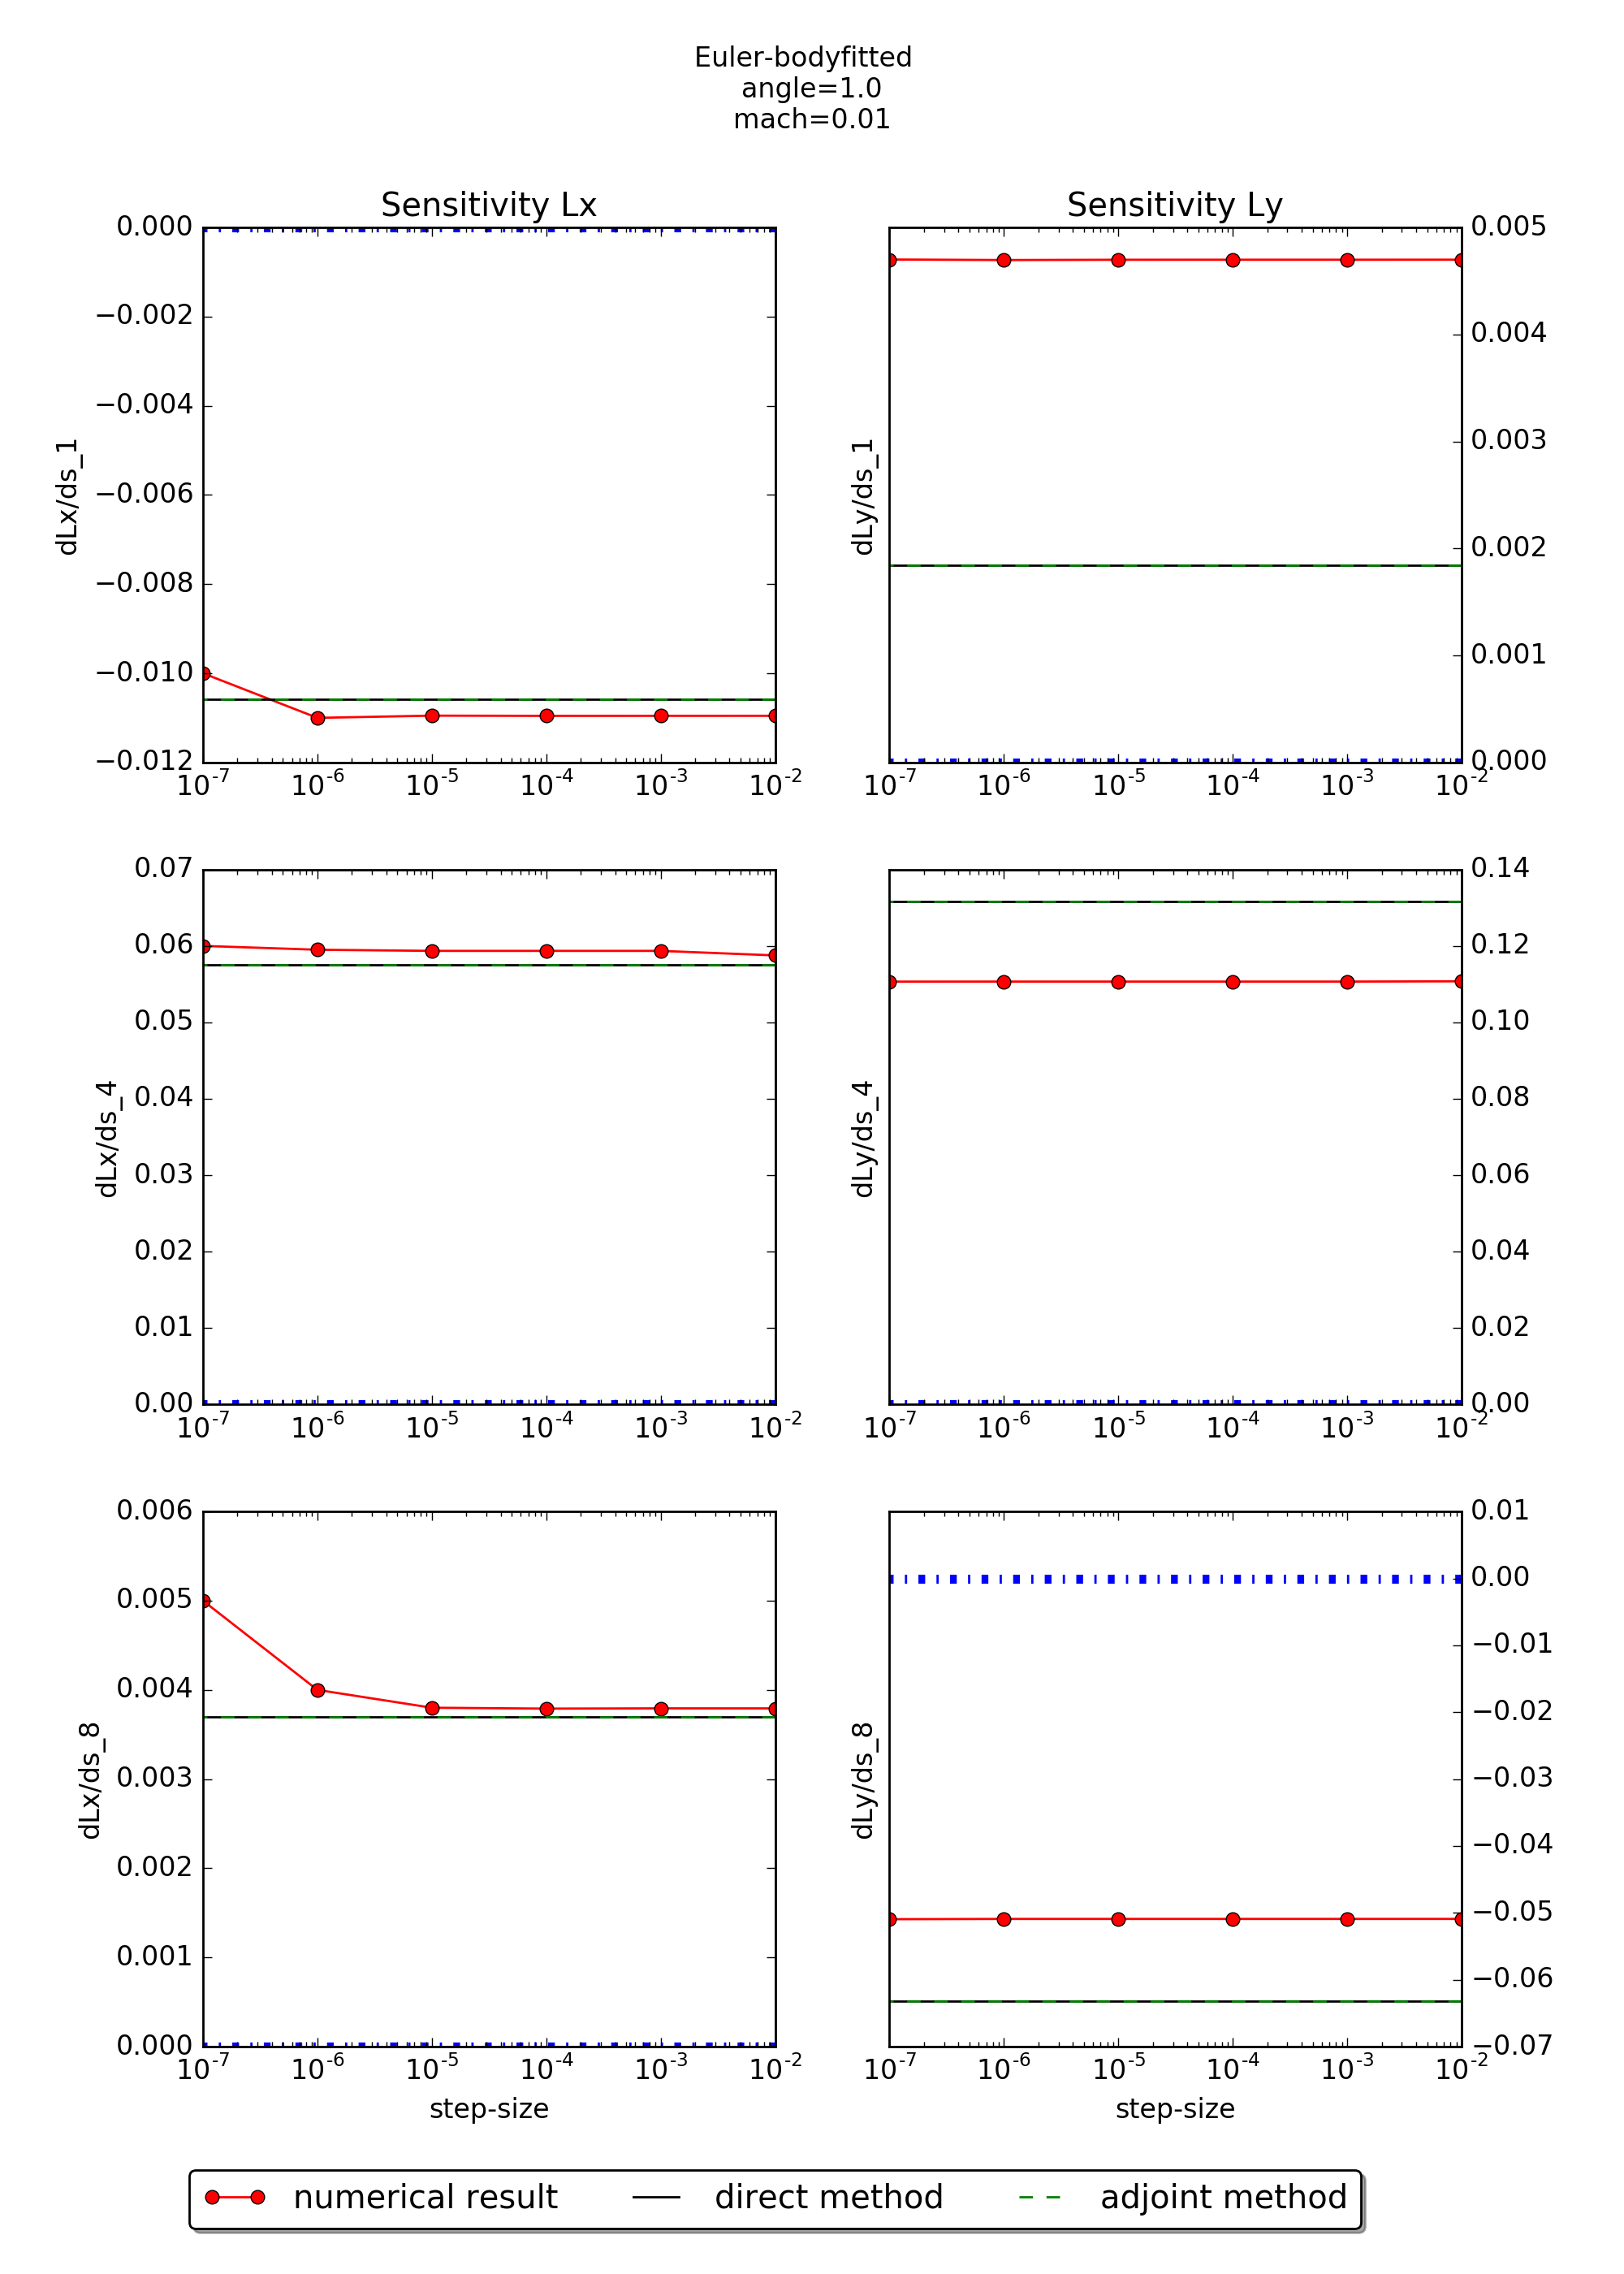 Euler-bodyfitted
angle=1.0
mach=0.01
Sensitivity Lx
Sensitivity Ly
0.000
−0.002
−0.004
−0.006
−0.008
−0.010
−0.012
dLx/ds_1
10^-7 10^-6 10^-5 10^-4 10^-3 10^-2
dLy/ds_1
0.005
0.004
0.003
0.002
0.001
0.000
10^-7 10^-6 10^-5 10^-4 10^-3 10^-2
0.07
0.06
0.05
0.04
0.03
0.02
0.01
0.00
dLx/ds_4
10^-7 10^-6 10^-5 10^-4 10^-3 10^-2
dLy/ds_4
0.14
0.12
0.10
0.08
0.06
0.04
0.02
0.00
10^-7 10^-6 10^-5 10^-4 10^-3 10^-2
0.006
0.005
0.004
0.003
0.002
0.001
0.000
dLx/ds_8
10^-7 10^-6 10^-5 10^-4 10^-3 10^-2
step-size
dLy/ds_8
0.01
0.00
−0.01
−0.02
−0.03
−0.04
−0.05
−0.06
−0.07
10^-7 10^-6 10^-5 10^-4 10^-3 10^-2
step-size
numerical result direct method adjoint method